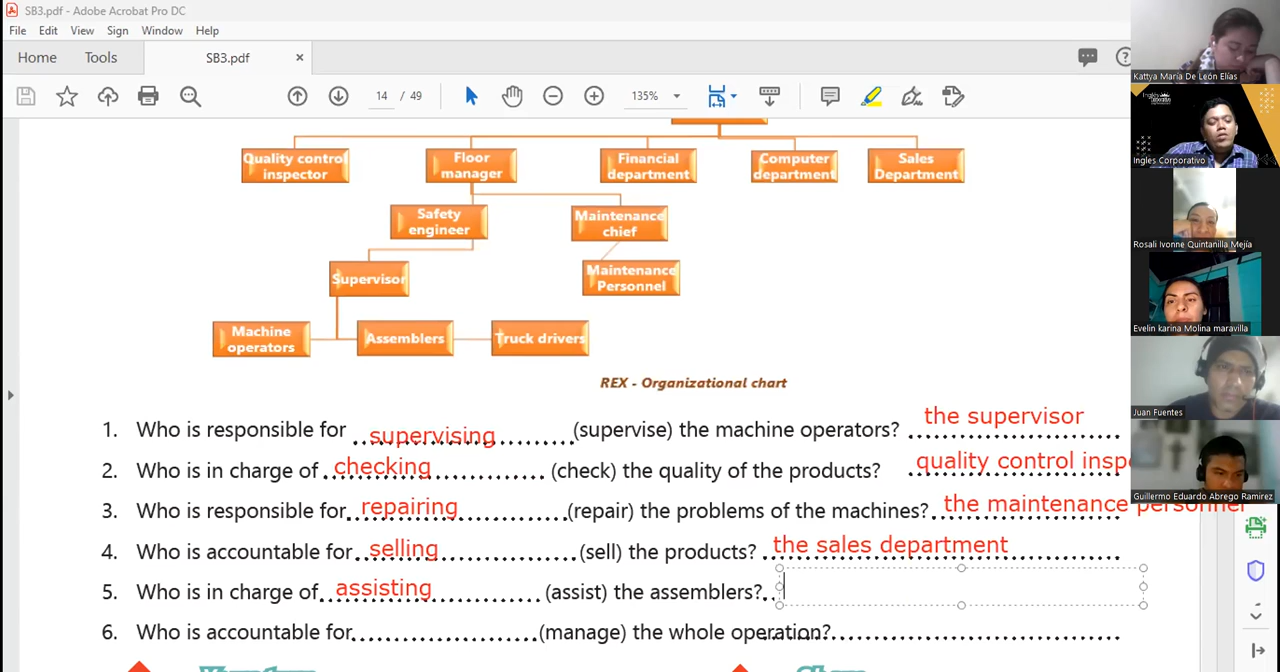 SB3.pdf - Adobe Acrobat Pro DC
File Edit View Sign Window Help
Home Tools SB3.pdf ×
14 / 49 135%
Quality control inspector
Floor manager
Financial department
Computer department
Sales Department
Safety engineer
Maintenance chief
Supervisor
Maintenance Personnel
Machine operators
Assemblers
Truck drivers
REX - Organizational chart
1. Who is responsible for supervising (supervise) the machine operators? the supervisor
2. Who is in charge of checking (check) the quality of the products? quality control inspe
3. Who is responsible for repairing (repair) the problems of the machines? the maintenance personnel
4. Who is accountable for selling (sell) the products? the sales department
5. Who is in charge of assisting (assist) the assemblers?
6. Who is accountable for (manage) the whole operation?
Kattya María De León Elías
Ingles Corporativo
Rosali Ivonne Quintanilla Mejía
Evelin karina Molina maravilla
Juan Fuentes
Guillermo Eduardo Abrego Ramirez